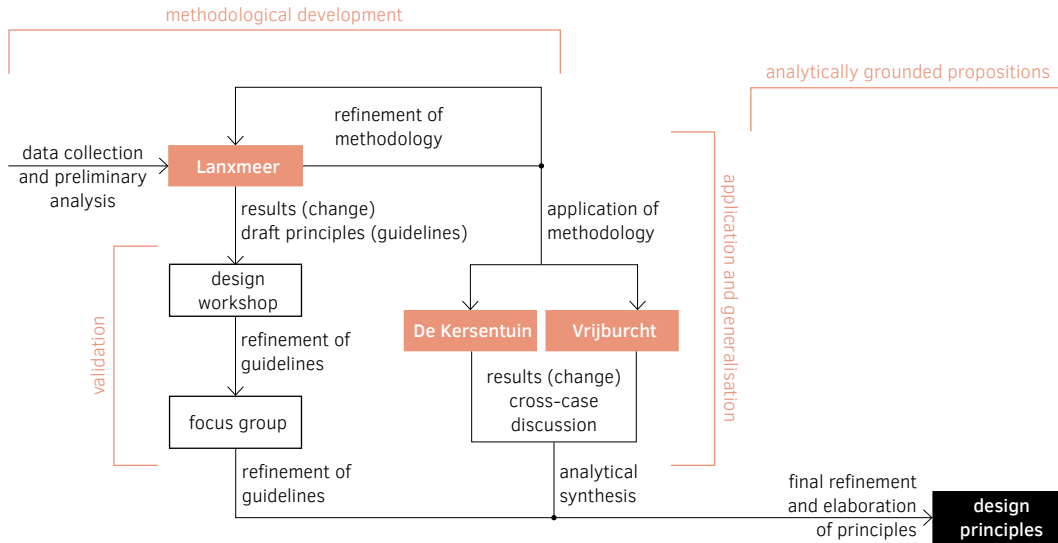 methodological development
analytically grounded propositions
refinement of
methodology
data collection
and preliminary
analysis
Lanxmeer
results (change)
draft principles (guidelines)
application of
methodology
application and generalisation
validation
design
workshop
refinement of
guidelines
De Kersentuin
Vrijburcht
results (change)
cross-case
discussion
focus group
refinement of
guidelines
analytical
synthesis
final refinement
and elaboration
of principles
design
principles